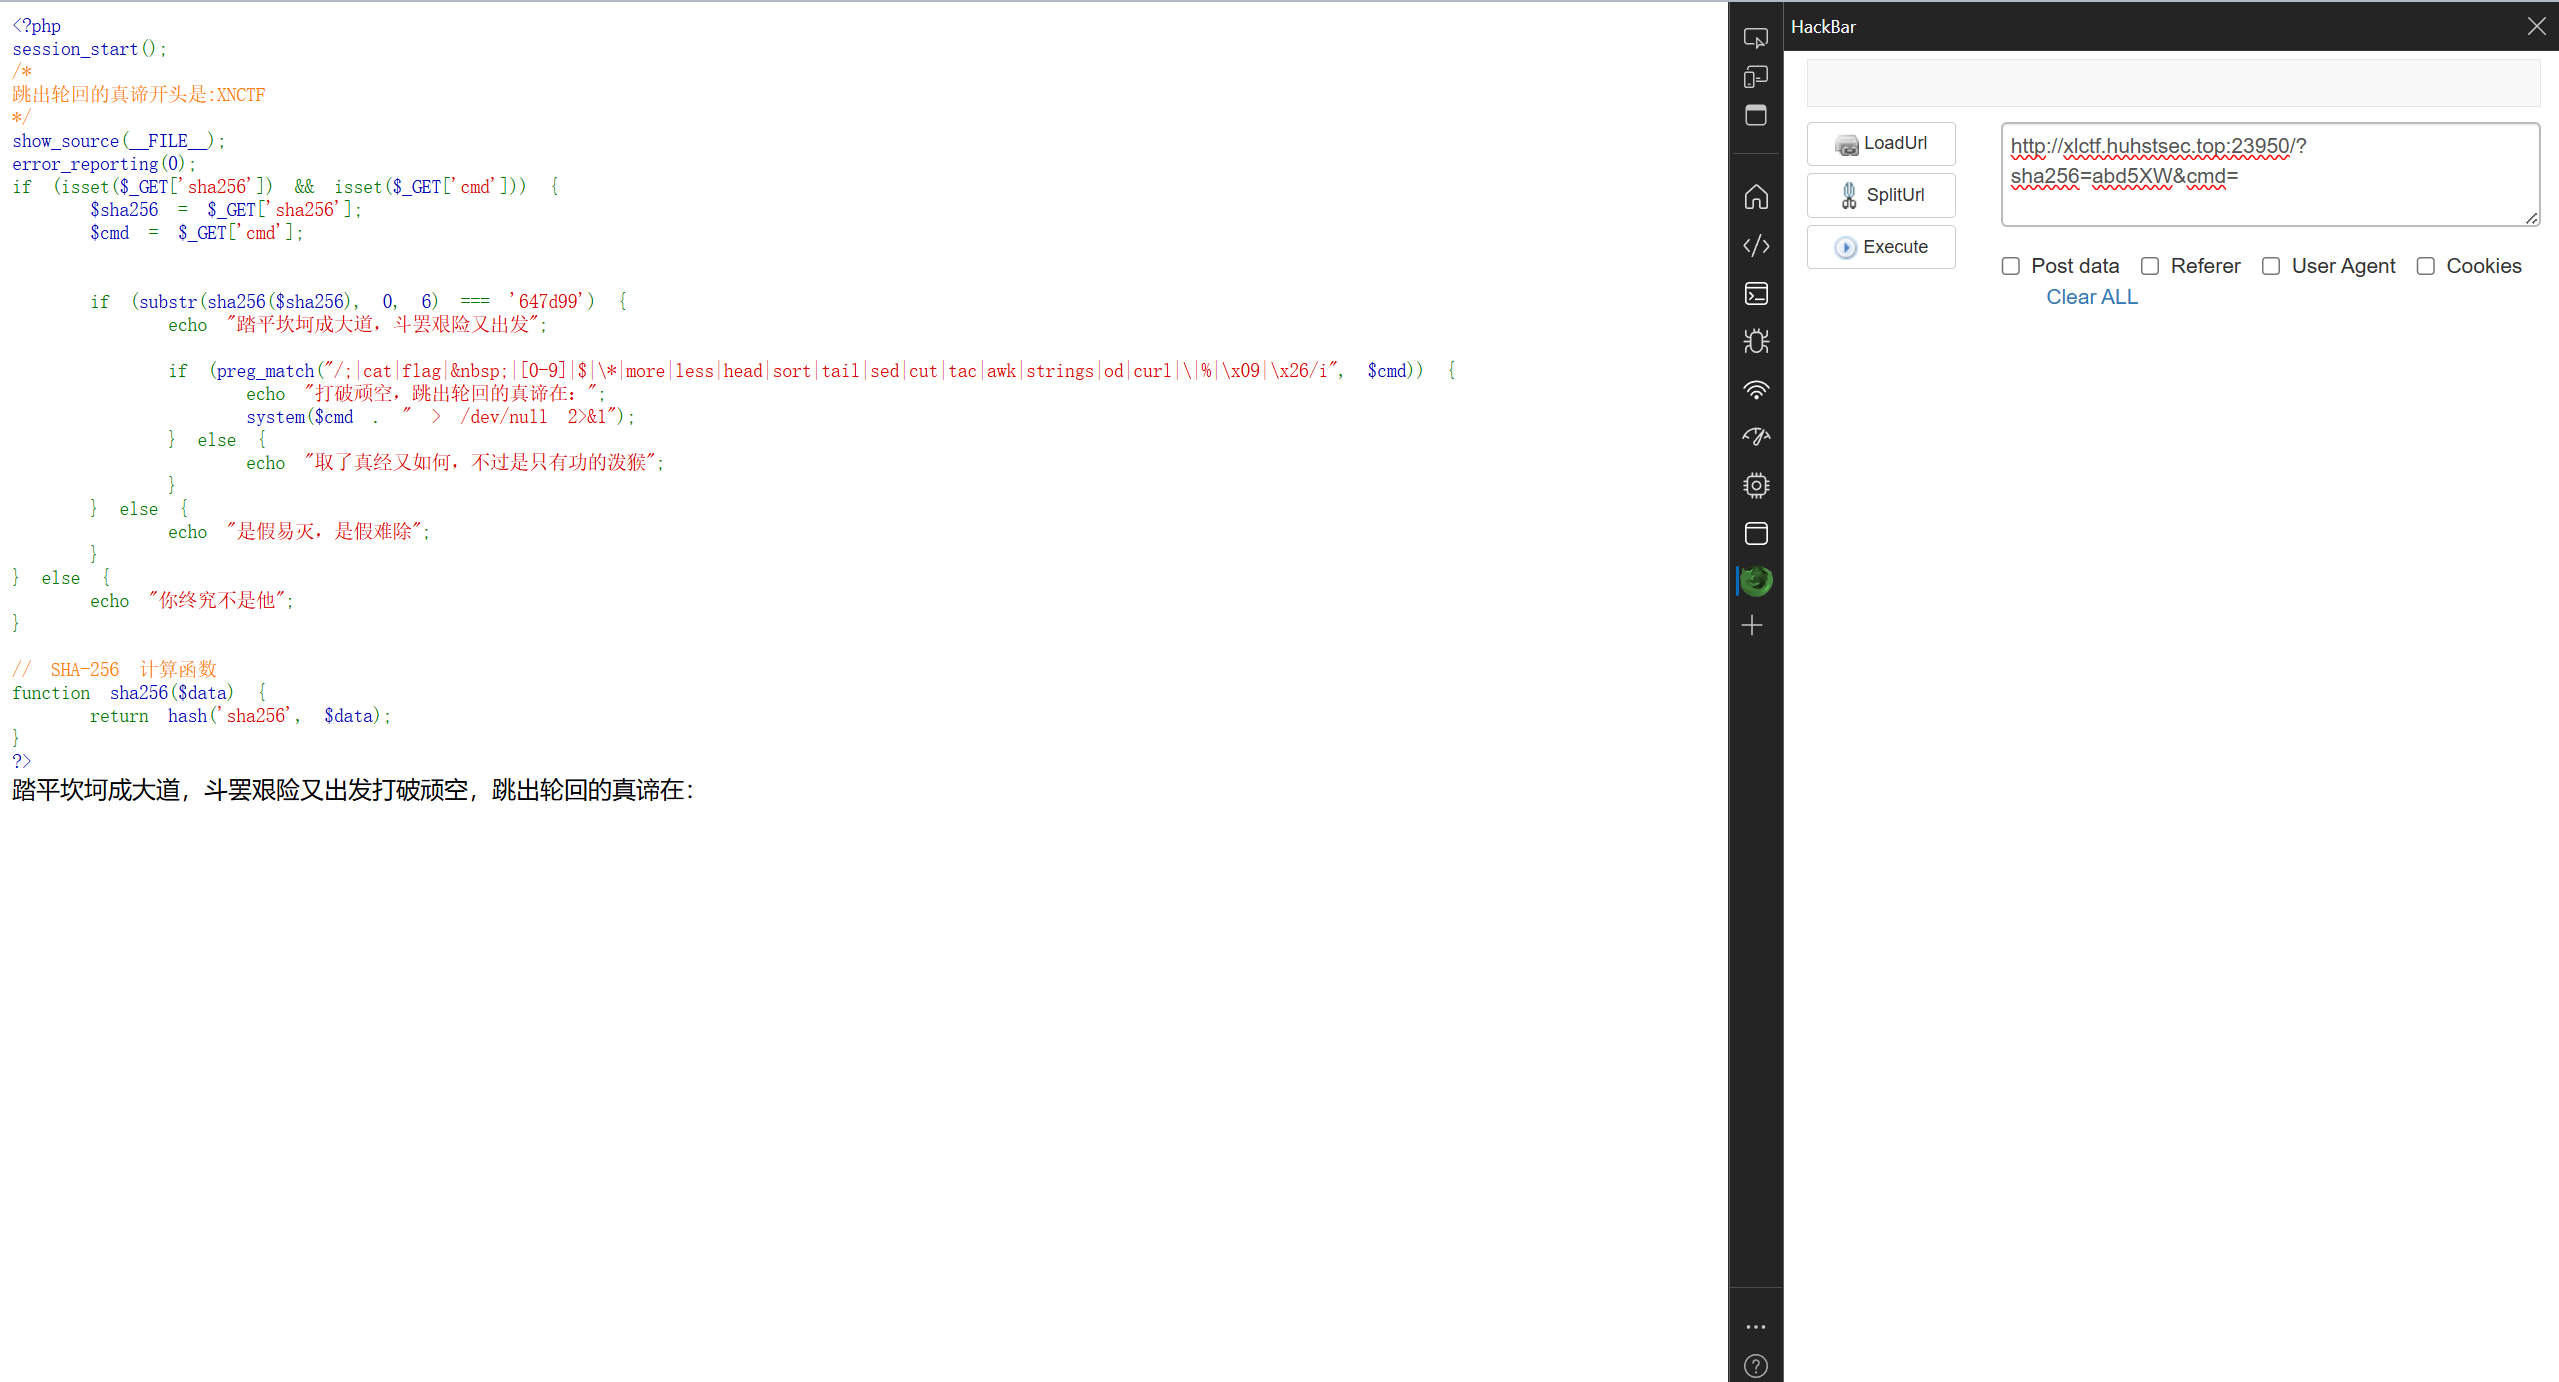 <?php
session_start();
/*
跳出轮回的真谛开头是:XNCTF
*/
show_source(__FILE__);
error_reporting(0);
if (isset($_GET['sha256']) && isset($_GET['cmd'])) {
$sha256 = $_GET['sha256'];
$cmd = $_GET['cmd'];
if (substr(sha256($sha256), 0, 6) === '647d99') {
echo "踏平坎坷成大道，斗罢艰险又出发";
if (preg_match("/;|cat|flag|&nbsp;|[0-9]|$|\*|more|less|head|sort|tail|sed|cut|tac|awk|strings|od|curl|\|%|\x09|\x26/i", $cmd)) {
echo "打破顽空，跳出轮回的真谛在：";
system($cmd . " > /dev/null 2>&1");
} else {
echo "取了真经又如何，不过是只有功的泼猴";
}
} else {
echo "是假易灭，是假难除";
}
} else {
echo "你终究不是他";
}
// SHA-256 计算函数
function sha256($data) {
return hash('sha256', $data);
}
?>
踏平坎坷成大道，斗罢艰险又出发打破顽空，跳出轮回的真谛在：
HackBar
LoadUrl
SplitUrl
Execute
http://xlctf.huhstsec.top:23950/?
sha256=abd5XW&cmd=
Post data Referer User Agent Cookies
Clear ALL